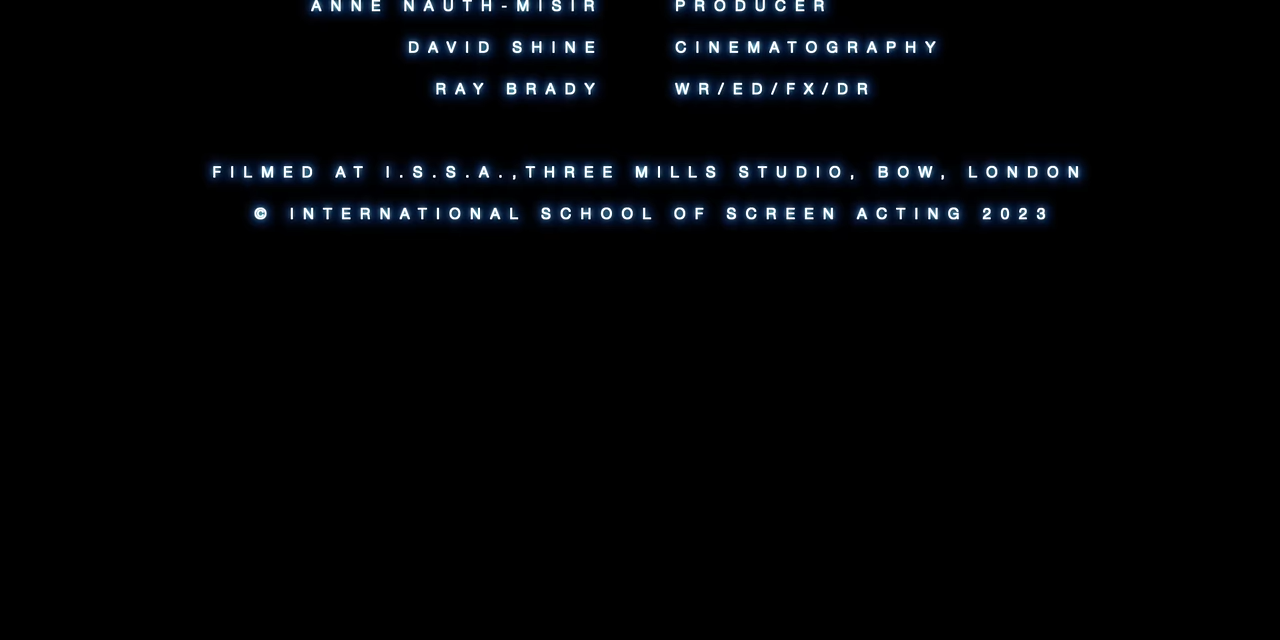 ANNE NAUTH-MISIR PRODUCER
DAVID SHINE CINEMATOGRAPHY
RAY BRADY WR/ED/FX/DR
FILMED AT I.S.S.A.,THREE MILLS STUDIO, BOW, LONDON
© INTERNATIONAL SCHOOL OF SCREEN ACTING 2023